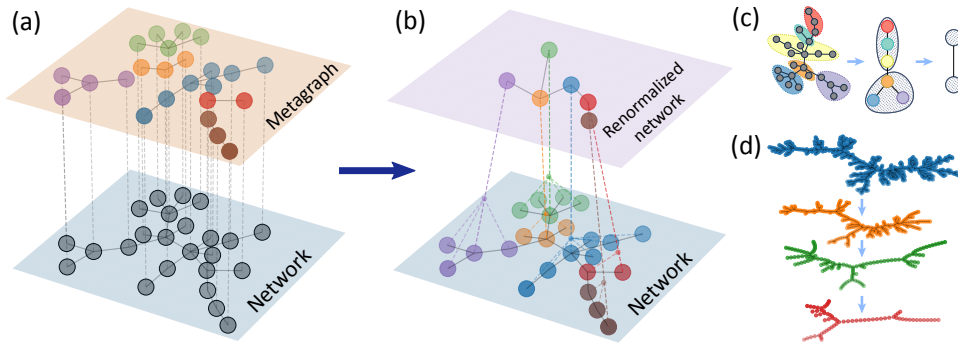 (a)
Metagraph
Network
(b)
Renormalized
network
Network
(c)
(d)